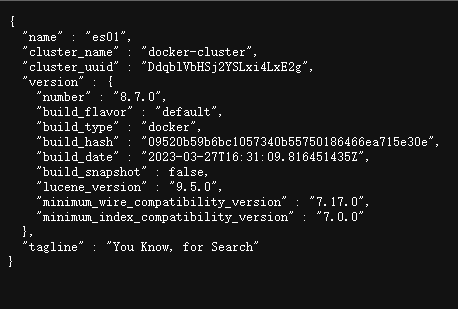 {
  "name" : "es01",
  "cluster_name" : "docker-cluster",
  "cluster_uuid" : "DdqblVbHSj2YSLxi4LxE2g",
  "version" : {
    "number" : "8.7.0",
    "build_flavor" : "default",
    "build_type" : "docker",
    "build_hash" : "09520b59b6bc1057340b55750186466ea715e30e",
    "build_date" : "2023-03-27T16:31:09.816451435Z",
    "build_snapshot" : false,
    "lucene_version" : "9.5.0",
    "minimum_wire_compatibility_version" : "7.17.0",
    "minimum_index_compatibility_version" : "7.0.0"
  },
  "tagline" : "You Know, for Search"
}